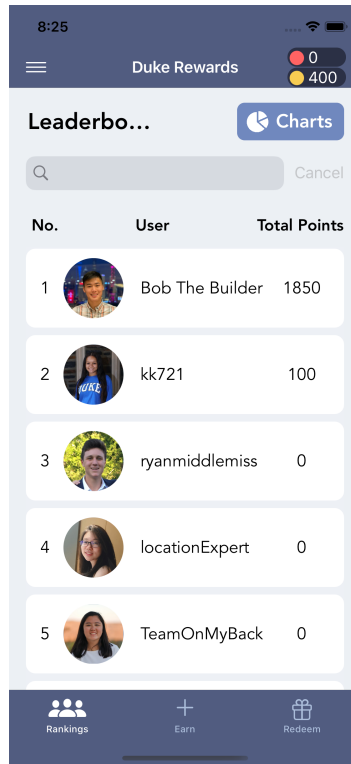 8:25
Duke Rewards
0
400
Leaderbo...
Charts
Cancel
No. User Total Points
1 Bob The Builder 1850
2 kk721 100
DUKE
3 ryanmiddlemiss 0
4 locationExpert 0
5 TeamOnMyBack 0
Rankings Earn Redeem